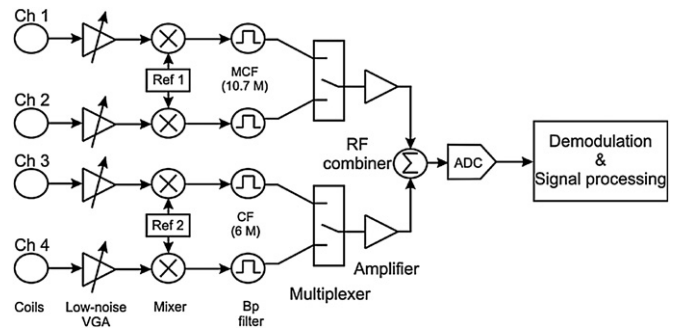 Ch 1
Ref 1
MCF
(10.7 M)
Ch 2
RF
combiner
Σ
ADC
Demodulation
&
Signal processing
Ch 3
Ref 2
CF
(6 M)
Ch 4
Amplifier
Multiplexer
Coils
Low-noise
VGA
Mixer
Bp
filter